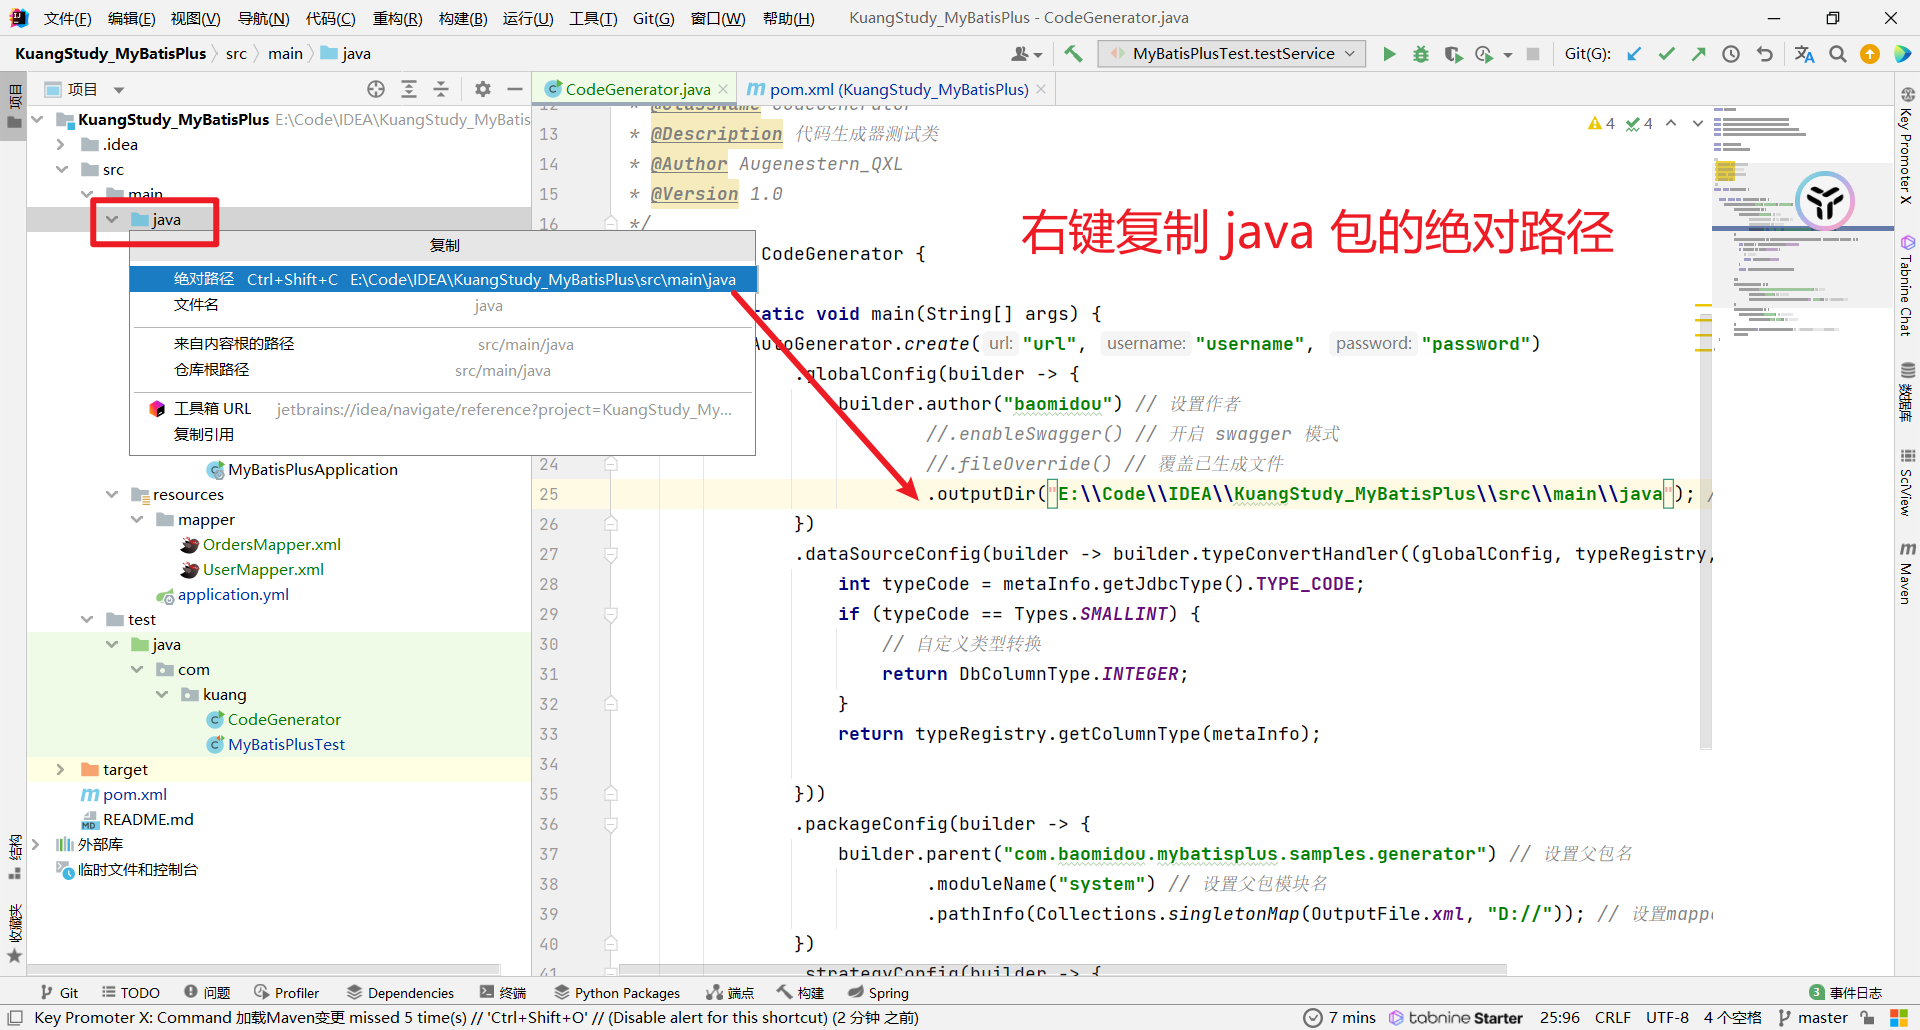 文件(F) 编辑(E) 视图(V) 导航(N) 代码(C) 重构(R) 构建(B) 运行(U) 工具(T) Git(G) 窗口(W) 帮助(H) KuangStudy_MyBatisPlus - CodeGenerator.java
KuangStudy_MyBatisPlus src main java
MyBatisPlusTest.testService
Git(G):
项目
CodeGenerator.java
pom.xml (KuangStudy_MyBatisPlus)
项目
KuangStudy_MyBatisPlus E:\Code\IDEA\KuangStudy_MyBatis
.idea
src
main
java
复制
绝对路径 Ctrl+Shift+C E:\Code\IDEA\KuangStudy_MyBatisPlus\src\main\java
文件名 java
来自内容根的路径 src/main/java
仓库根路径 src/main/java
工具箱 URL jetbrains://idea/navigate/reference?project=KuangStudy_My...
复制引用
MyBatisPlusApplication
resources
mapper
OrdersMapper.xml
UserMapper.xml
application.yml
test
java
com
kuang
CodeGenerator
MyBatisPlusTest
target
pom.xml
README.md
外部库
临时文件和控制台
结构
收藏夹
12 * @ClassName CodeGenerator
13 * @Description 代码生成器测试类
14 * @Author Augenestern_QXL
15 * @Version 1.0
16 */
CodeGenerator {
tatic void main(String[] args) {
AutoGenerator.create( url: "url", username: "username", password: "password")
.globalConfig(builder -> {
builder.author("baomidou") // 设置作者
//.enableSwagger() // 开启 swagger 模式
24 //.fileOverride() // 覆盖已生成文件
25 .outputDir("E:\\Code\\IDEA\\KuangStudy_MyBatisPlus\\src\\main\\java"); /
26 })
27 .dataSourceConfig(builder -> builder.typeConvertHandler((globalConfig, typeRegistry,
28 int typeCode = metaInfo.getJdbcType().TYPE_CODE;
29 if (typeCode == Types.SMALLINT) {
30 // 自定义类型转换
31 return DbColumnType.INTEGER;
32 }
33 return typeRegistry.getColumnType(metaInfo);
34
35 }))
36 .packageConfig(builder -> {
37 builder.parent("com.baomidou.mybatisplus.samples.generator") // 设置父包名
38 .moduleName("system") // 设置父包模块名
39 .pathInfo(Collections.singletonMap(OutputFile.xml, "D://")); // 设置mapp
40 })
41 .strategyConfig(builder -> {
4 4
右键复制 java 包的绝对路径
Key Promoter X
Tabnine Chat
数据库
SciView
Maven
Git TODO 问题 Profiler Dependencies 终端 Python Packages 端点 构建 Spring 3 事件日志
Key Promoter X: Command 加载Maven变更 missed 5 time(s) // 'Ctrl+Shift+O' // (Disable alert for this shortcut) (2 分钟 之前) 7 mins tabnine Starter 25:96 CRLF UTF-8 4 个空格 master